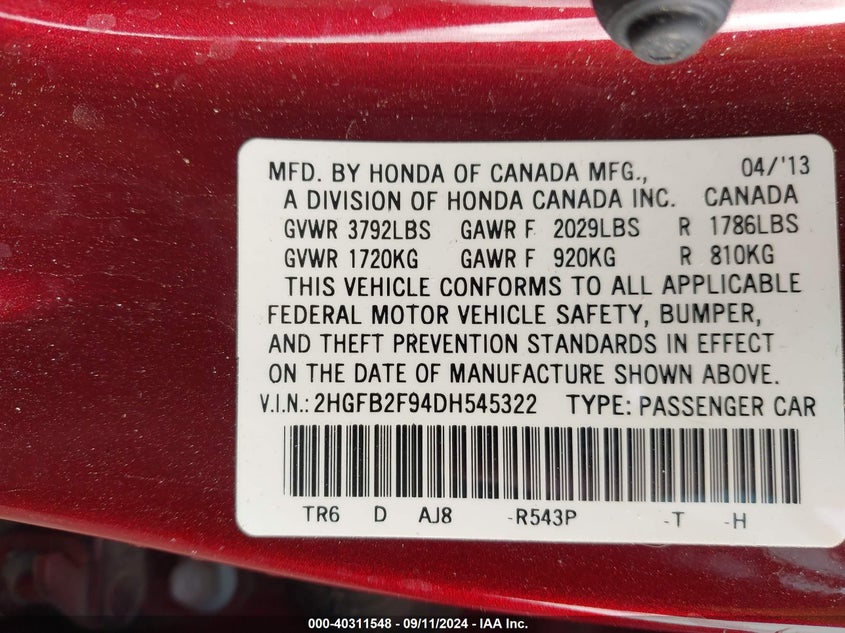 MFD. BY HONDA OF CANADA MFG., 04/'13
A DIVISION OF HONDA CANADA INC. CANADA
GVWR 3792LBS GAWR F 2029LBS R 1786LBS
GVWR 1720KG GAWR F 920KG R 810KG
THIS VEHICLE CONFORMS TO ALL APPLICABLE
FEDERAL MOTOR VEHICLE SAFETY, BUMPER,
AND THEFT PREVENTION STANDARDS IN EFFECT
ON THE DATE OF MANUFACTURE SHOWN ABOVE.
V.I.N.: 2HGFB2F94DH545322 TYPE: PASSENGER CAR
TR6 D AJ8 -R543P -T -H
000-40311548 - 09/11/2024 - IAA Inc.